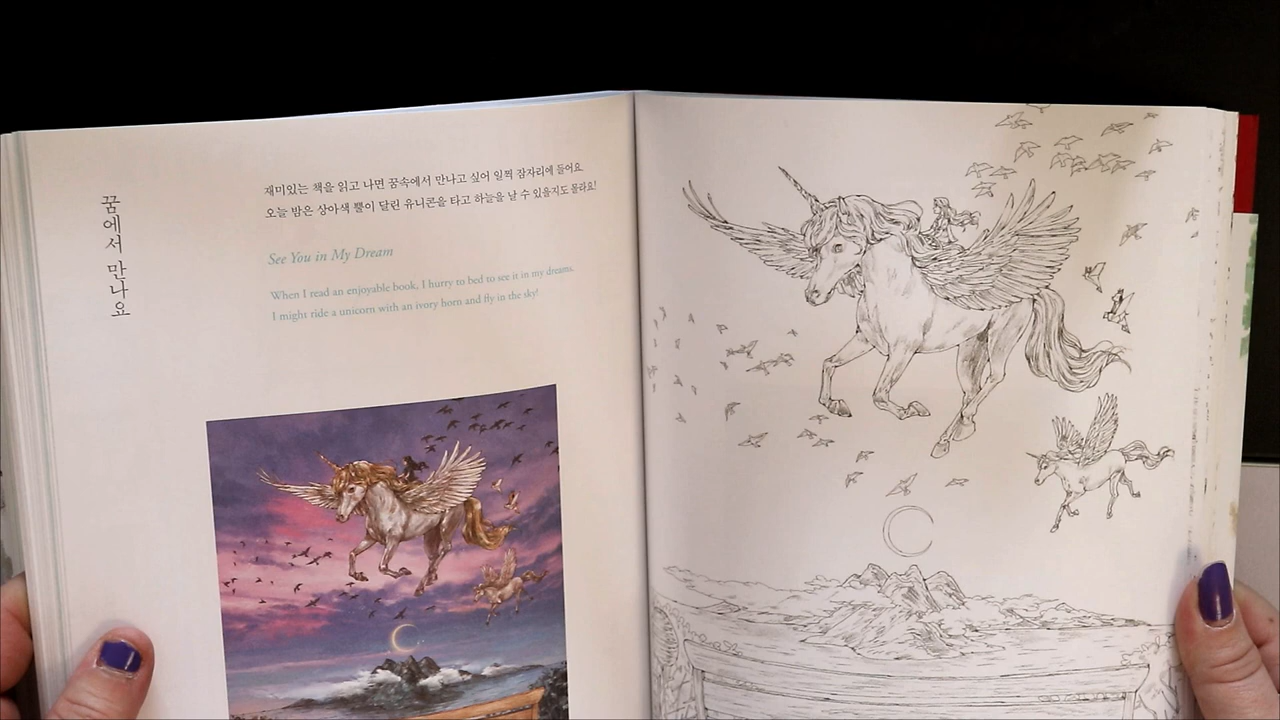 꿈에서 만나요
재미있는 책을 읽고 나면 꿈속에서 만나고 싶어 일찍 잠자리에 들어요
오늘 밤은 상아색 뿔이 달린 유니콘을 타고 하늘을 날 수 있을지도 몰라요!
See You in My Dream
When I read an enjoyable book, I hurry to bed to see it in my dreams.
I might ride a unicorn with an ivory horn and fly in the sky!